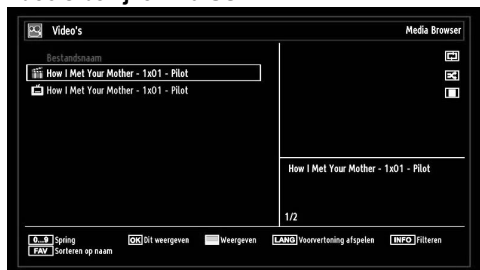 Video's Media Browser
Bestandsnaam
How I Met Your Mother - 1x01 - Pilot
How I Met Your Mother - 1x01 - Pilot
How I Met Your Mother - 1x01 - Pilot
1/2
0...9 Spring OK Dit weergeven Weergeven LANG Voorvertoning afspelen INFO Filteren
FAV Sorteren op naam